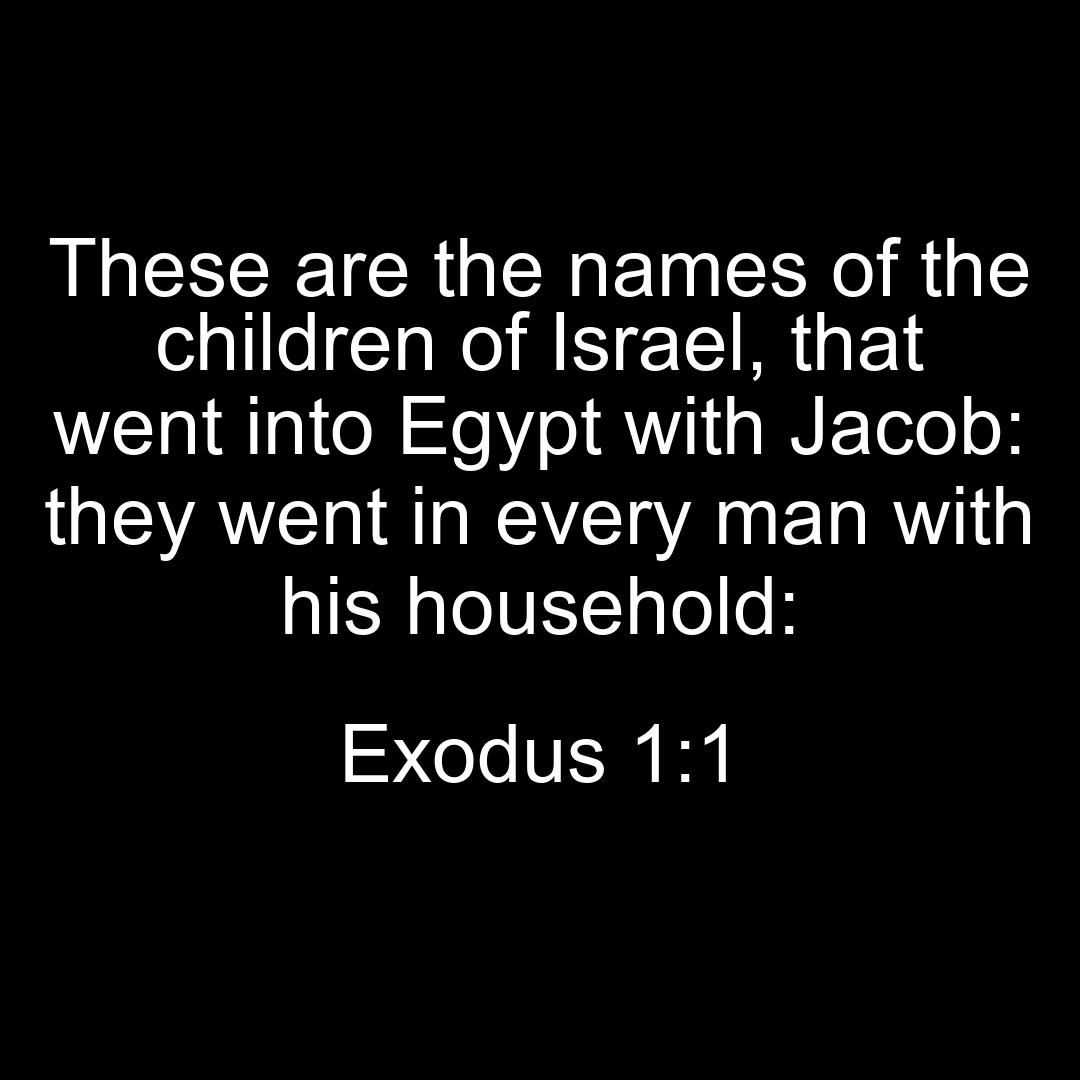 These are the names of the
children of Israel, that
went into Egypt with Jacob:
they went in every man with
his household:
Exodus 1:1